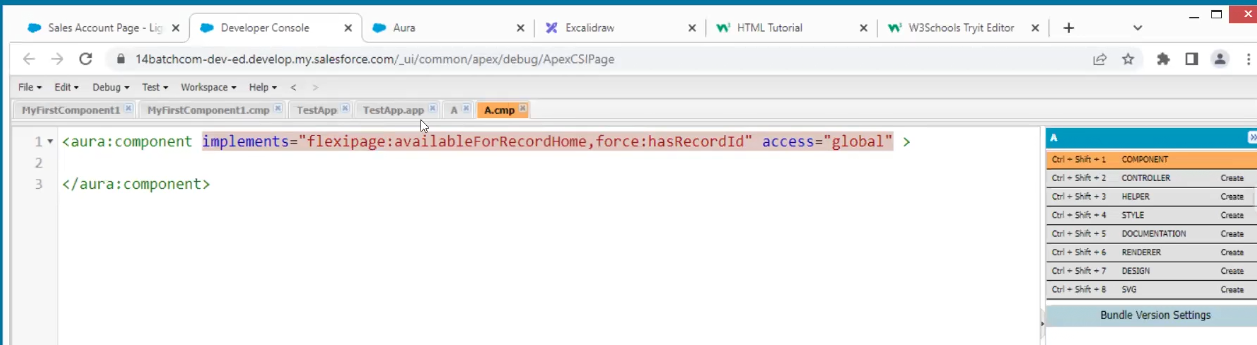 Sales Account Page - Lig
Developer Console
Aura
Excalidraw
HTML Tutorial
W3Schools Tryit Editor
14batchcom-dev-ed.develop.my.salesforce.com/_ui/common/apex/debug/ApexCSIPage
File Edit Debug Test Workspace Help < >
MyFirstComponent1 MyFirstComponent1.cmp TestApp TestApp.app A A.cmp
1 <aura:component implements="flexipage:availableForRecordHome,force:hasRecordId" access="global" >
2
3 </aura:component>
A
Ctrl + Shift + 1 COMPONENT
Ctrl + Shift + 2 CONTROLLER Create
Ctrl + Shift + 3 HELPER Create
Ctrl + Shift + 4 STYLE Create
Ctrl + Shift + 5 DOCUMENTATION Create
Ctrl + Shift + 6 RENDERER Create
Ctrl + Shift + 7 DESIGN Create
Ctrl + Shift + 8 SVG Create
Bundle Version Settings